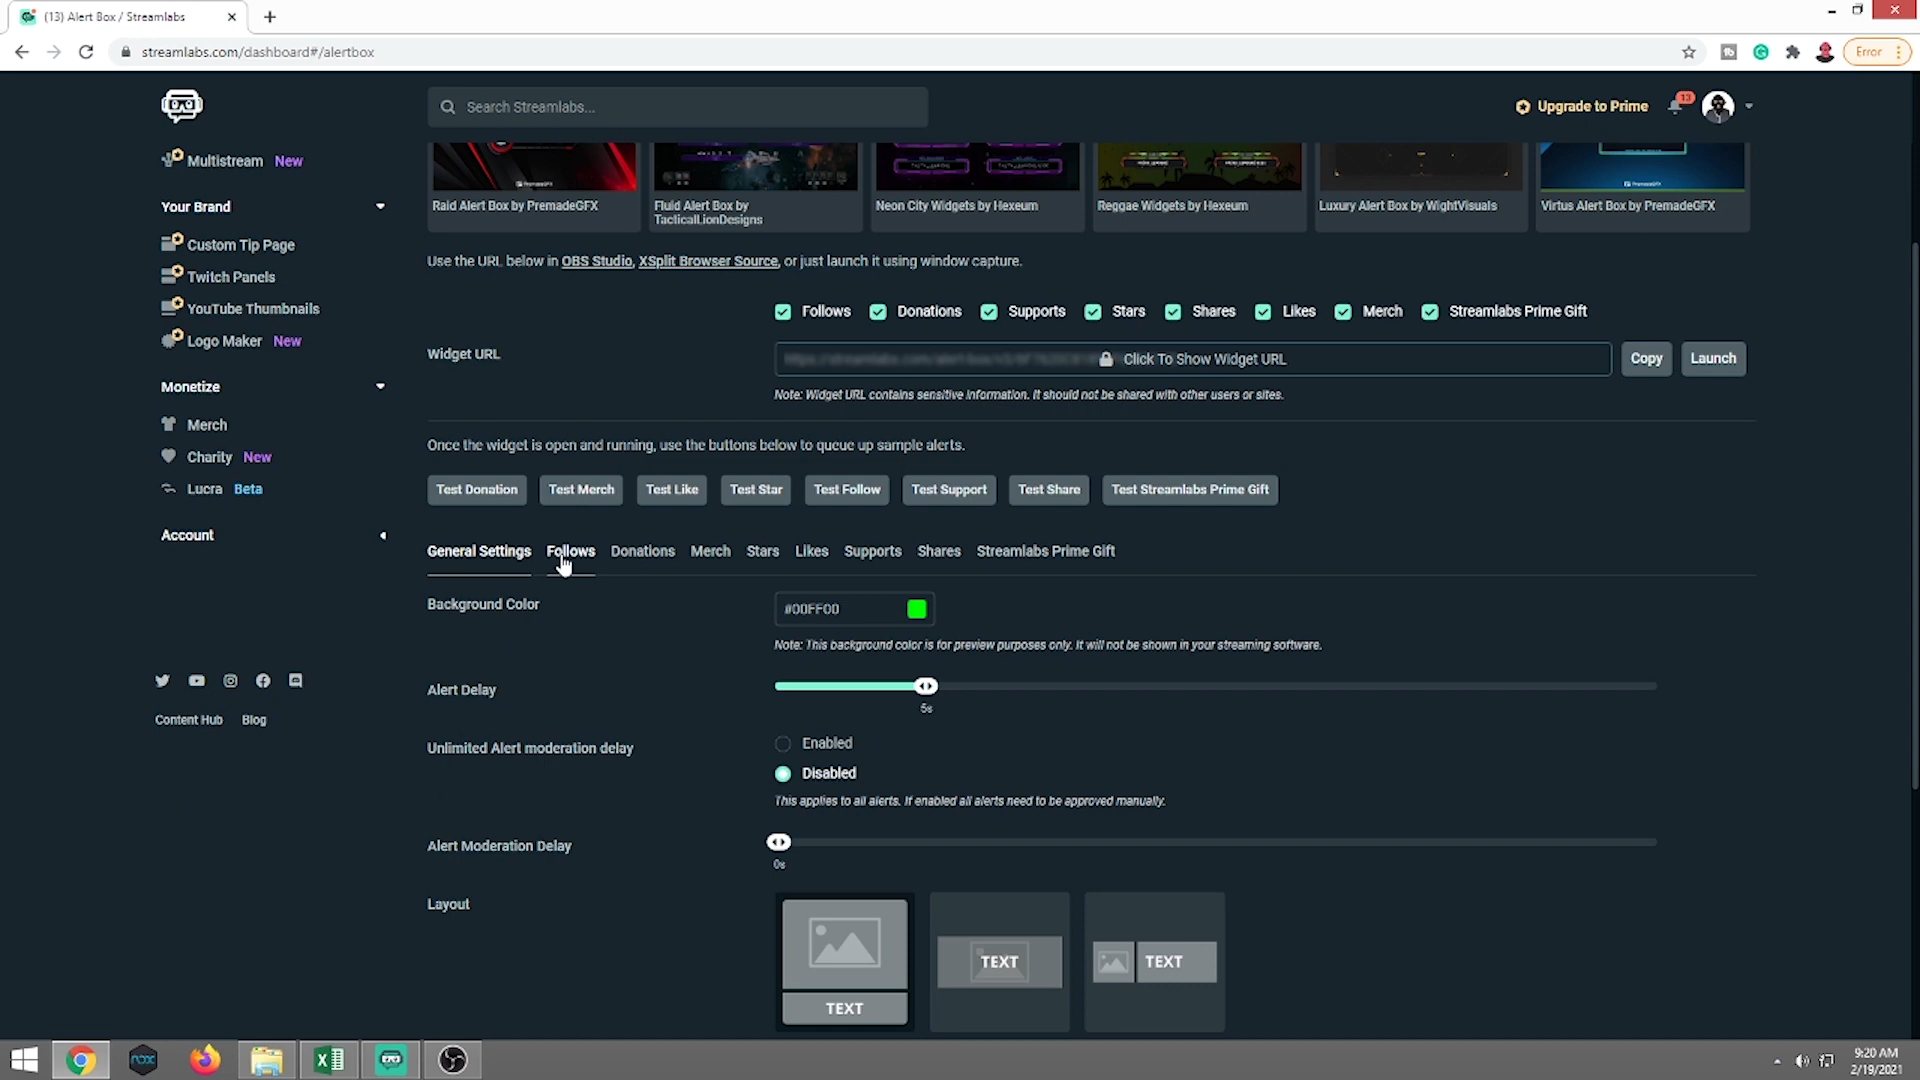 (13) Alert Box / Streamlabs
streamlabs.com/dashboard#/alertbox
Error
Search Streamlabs...
Upgrade to Prime
13
Multistream New
Your Brand
Custom Tip Page
Twitch Panels
YouTube Thumbnails
Logo Maker New
Monetize
Merch
Charity New
Lucra Beta
Account
Content Hub Blog
Raid Alert Box by PremadeGFX
Fluid Alert Box by
TacticalLionDesigns
Neon City Widgets by Hexeum
Reggae Widgets by Hexeum
Luxury Alert Box by WightVisuals
Virtus Alert Box by PremadeGFX
Use the URL below in OBS Studio, XSplit Browser Source, or just launch it using window capture.
Follows Donations Supports Stars Shares Likes Merch Streamlabs Prime Gift
Widget URL
Click To Show Widget URL
Copy Launch
Note: Widget URL contains sensitive information. It should not be shared with other users or sites.
Once the widget is open and running, use the buttons below to queue up sample alerts.
Test Donation Test Merch Test Like Test Star Test Follow Test Support Test Share Test Streamlabs Prime Gift
General Settings Follows Donations Merch Stars Likes Supports Shares Streamlabs Prime Gift
Background Color
#00FF00
Note: This background color is for preview purposes only. It will not be shown in your streaming software.
Alert Delay
5s
Unlimited Alert moderation delay
Enabled
Disabled
This applies to all alerts. If enabled all alerts need to be approved manually.
Alert Moderation Delay
0s
Layout
TEXT
TEXT
TEXT
nox
9:20 AM
2/19/2021